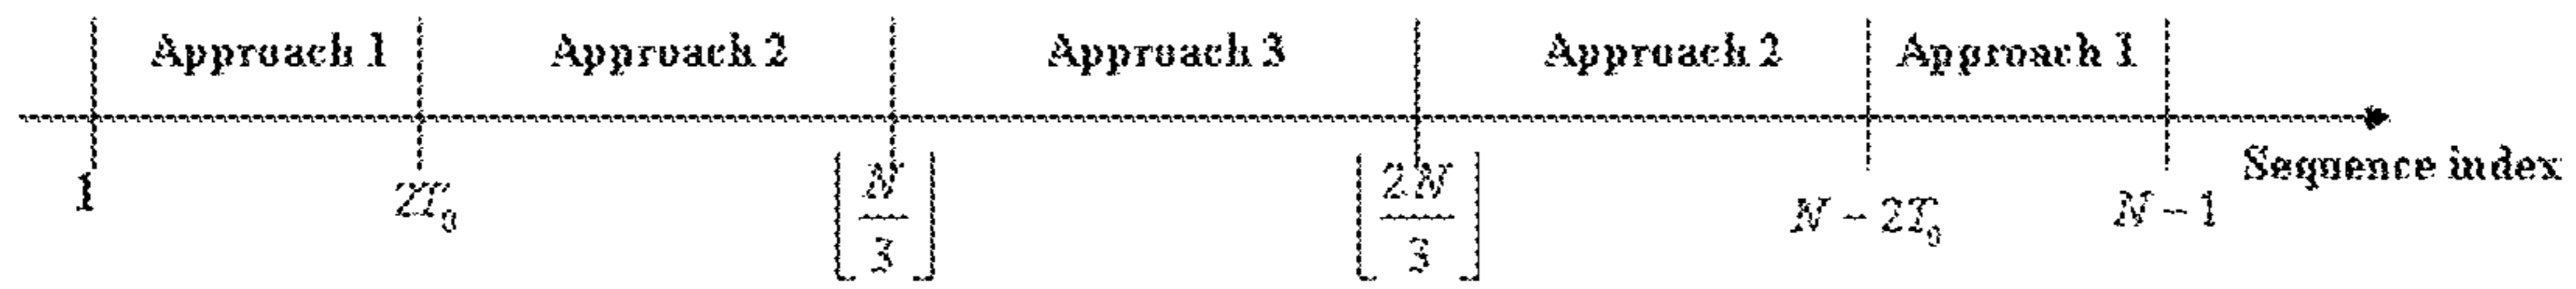 Approach 1 Approach 2 Approach 3 Approach 2 Approach 1
1 2T₀ ⌊N/3⌋ ⌊2N/3⌋ N − 2T₀ N − 1 Sequence index